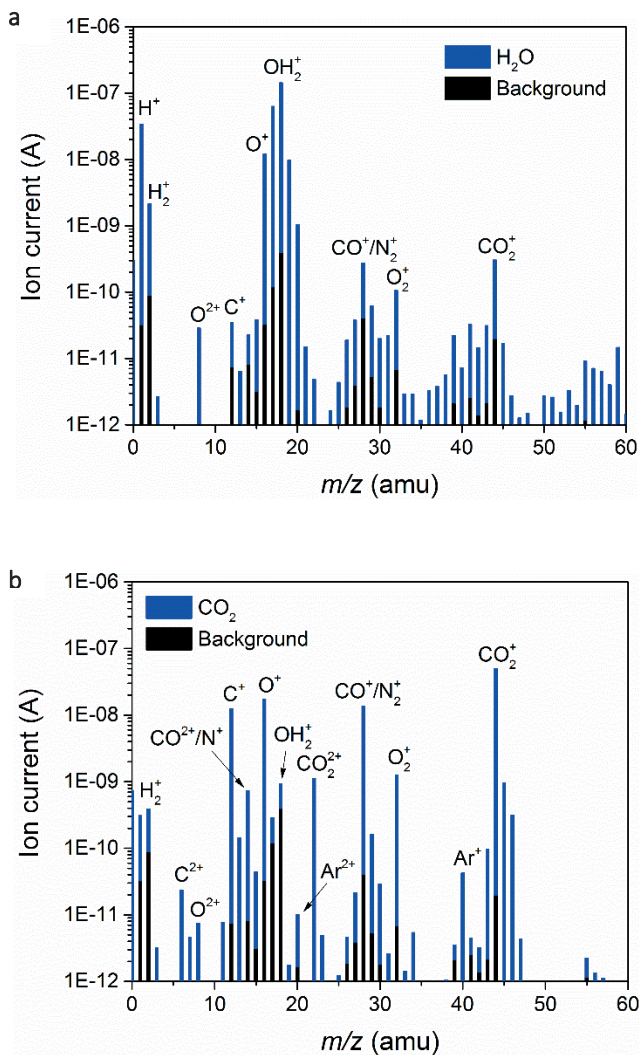 a
1E-06
1E-07
1E-08
1E-09
1E-10
1E-11
1E-12
Ion current (A)
H⁺
H₂⁺
O²⁺
C⁺
O⁺
OH₂⁺
CO⁺/N₂⁺
O₂⁺
CO₂⁺
H₂O
Background
0 10 20 30 40 50 60
m/z (amu)
b
1E-06
1E-07
1E-08
1E-09
1E-10
1E-11
1E-12
Ion current (A)
CO₂
Background
H₂⁺
C²⁺
O²⁺
CO²⁺/N⁺
C⁺
O⁺
OH₂⁺
CO₂²⁺
Ar²⁺
CO⁺/N₂⁺
O₂⁺
Ar⁺
CO₂⁺
0 10 20 30 40 50 60
m/z (amu)